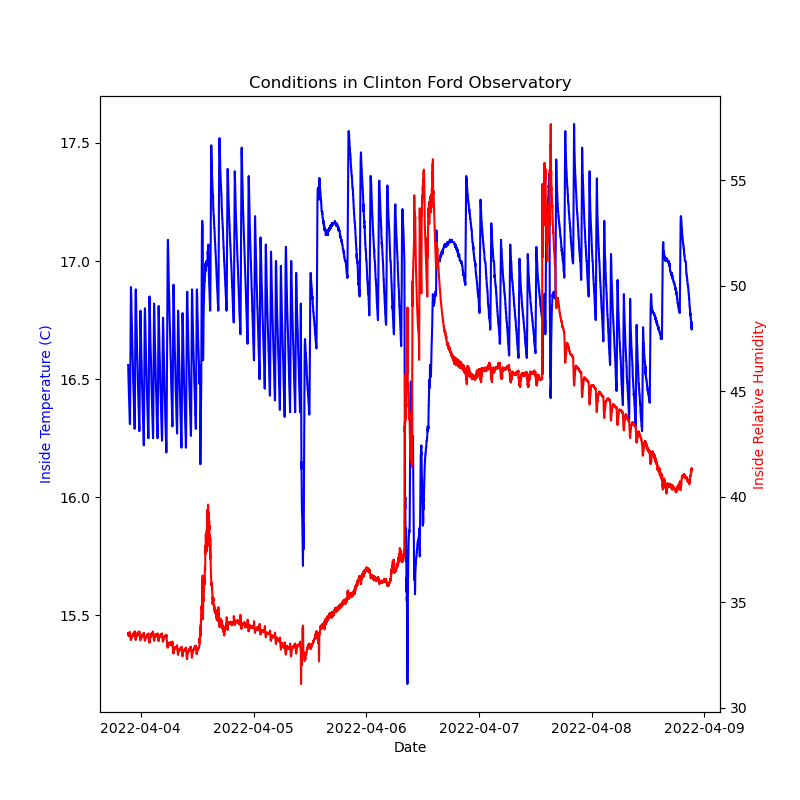 Conditions in Clinton Ford Observatory
17.5
17.0
16.5
16.0
15.5
Inside Temperature (C)
55
50
45
40
35
30
Inside Relative Humidity
2022-04-04 2022-04-05 2022-04-06 2022-04-07 2022-04-08 2022-04-09
Date